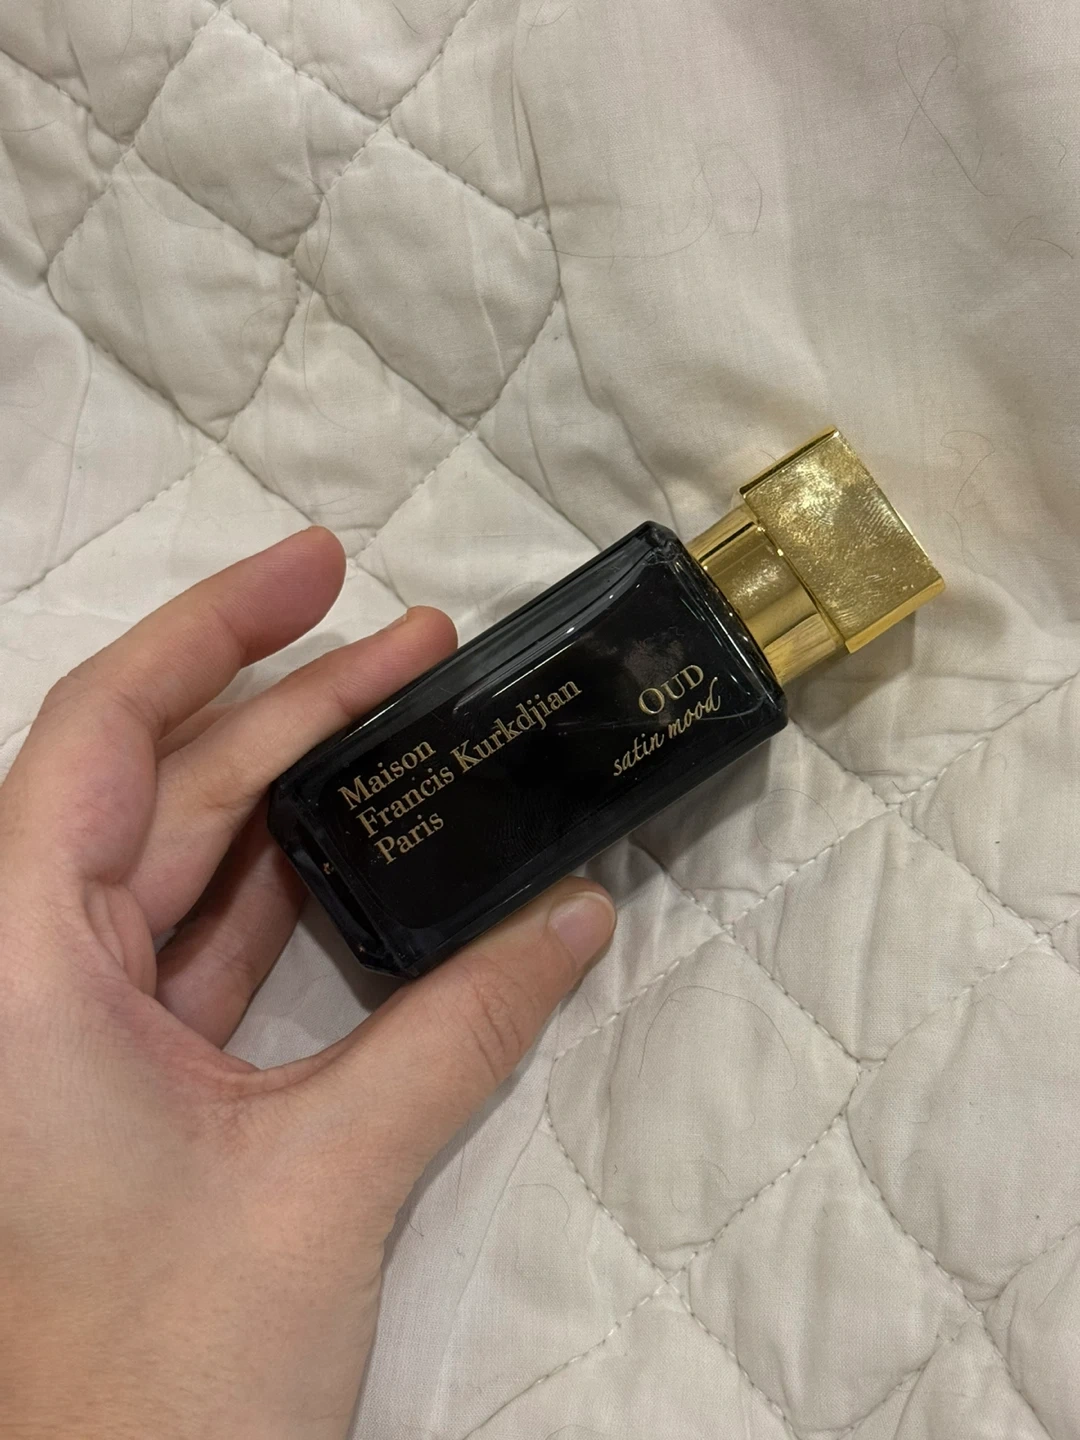 Maison
Francis Kurkdjian
Paris
OUD
satin mood